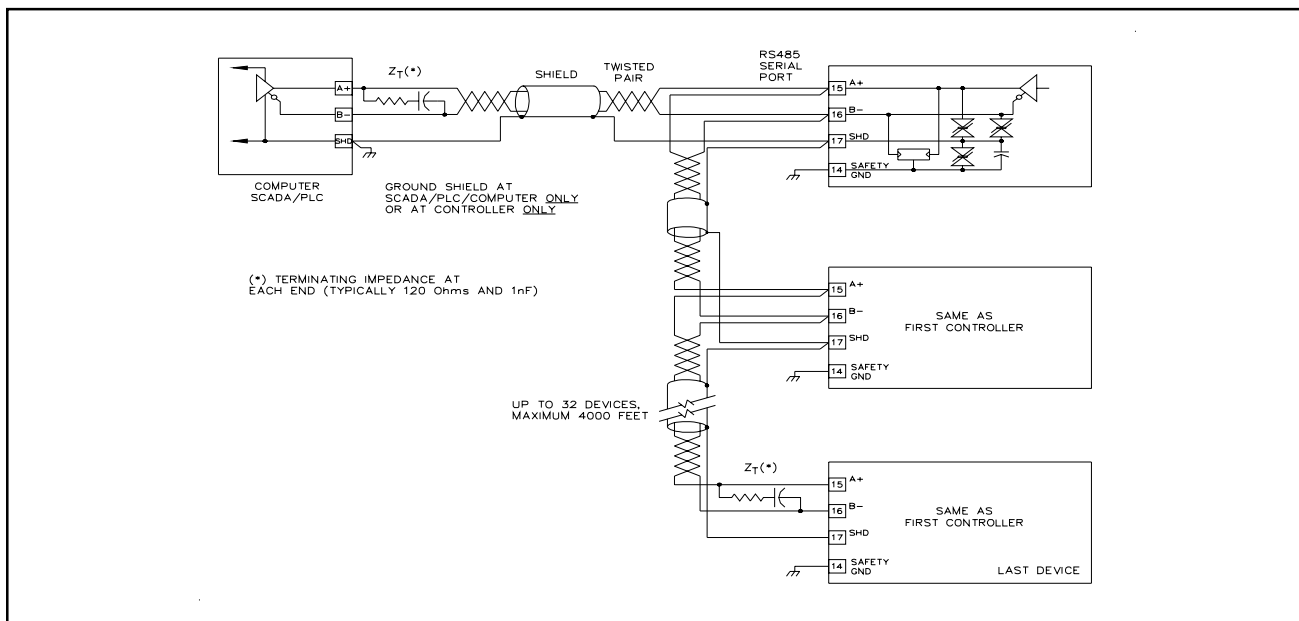 RS485
SERIAL
PORT
Z_T(*)
SHIELD
TWISTED
PAIR
A+
B-
SHD
COMPUTER
SCADA/PLC
GROUND SHIELD AT
SCADA/PLC/COMPUTER ONLY
OR AT CONTROLLER ONLY
15 A+
16 B-
17 SHD
14 SAFETY
GND
(*) TERMINATING IMPEDANCE AT
EACH END (TYPICALLY 120 Ohms AND 1nF)
15 A+
16 B-
17 SHD
14 SAFETY
GND
SAME AS
FIRST CONTROLLER
UP TO 32 DEVICES,
MAXIMUM 4000 FEET
Z_T(*)
15 A+
16 B-
17 SHD
14 SAFETY
GND
SAME AS
FIRST CONTROLLER
LAST DEVICE